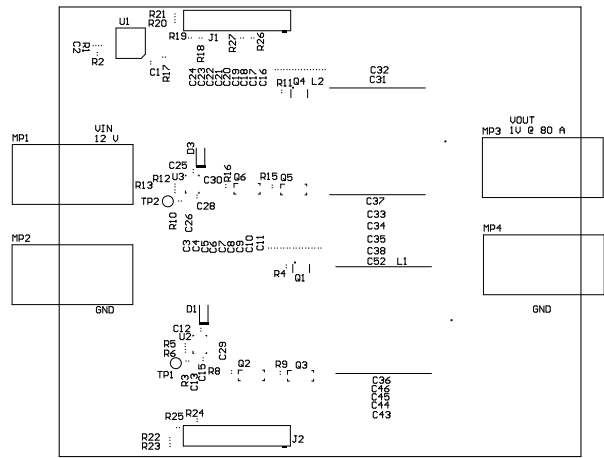 R21
R20
U1
J1
R19
R18
R27
R26
C2
R1
R2
C1
R17
C24
C23
C22
C21
C20
C19
C18
C17
C16
C32
C31
R11
Q4
L2
VIN
12 V
MP1
VOUT
1V @ 80 A
MP3
D3
C25
R12
U3
R13
C30
R16
Q6
R15
Q5
TP2
C28
R10
C26
C37
C33
C34
C35
C38
C52
L1
MP2
MP4
C3
C4
C5
C6
C7
C8
C9
C10
C11
R4
Q1
GND
GND
D1
C12
U2
R5
R6
C29
C15
TP1
R3
C13
R8
Q2
R9
Q3
C36
C46
C45
C44
C43
R25
R24
R22
R23
J2